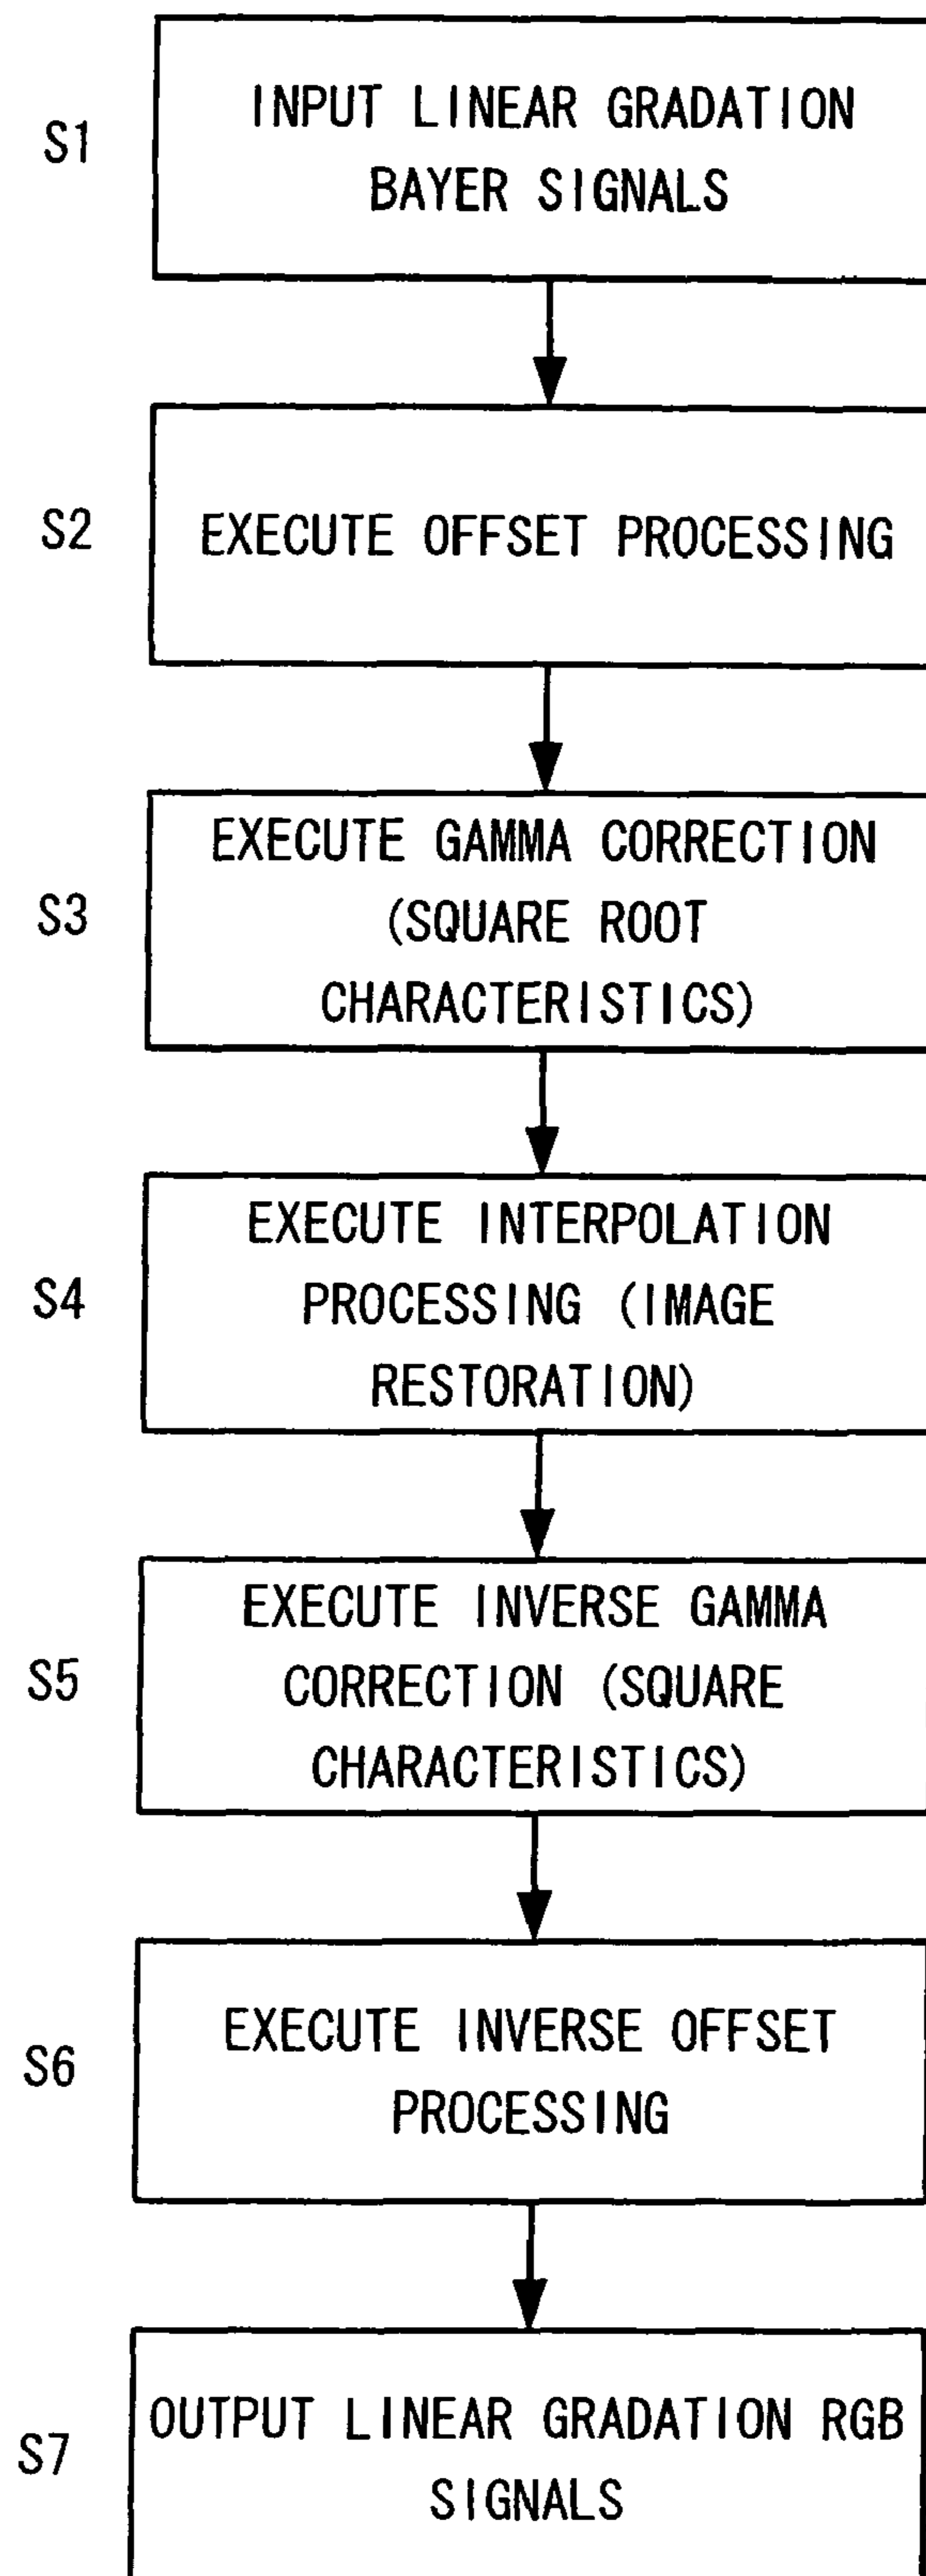 S1
INPUT LINEAR GRADATION
BAYER SIGNALS
S2
EXECUTE OFFSET PROCESSING
S3
EXECUTE GAMMA CORRECTION
(SQUARE ROOT
CHARACTERISTICS)
S4
EXECUTE INTERPOLATION
PROCESSING (IMAGE
RESTORATION)
S5
EXECUTE INVERSE GAMMA
CORRECTION (SQUARE
CHARACTERISTICS)
S6
EXECUTE INVERSE OFFSET
PROCESSING
S7
OUTPUT LINEAR GRADATION RGB
SIGNALS